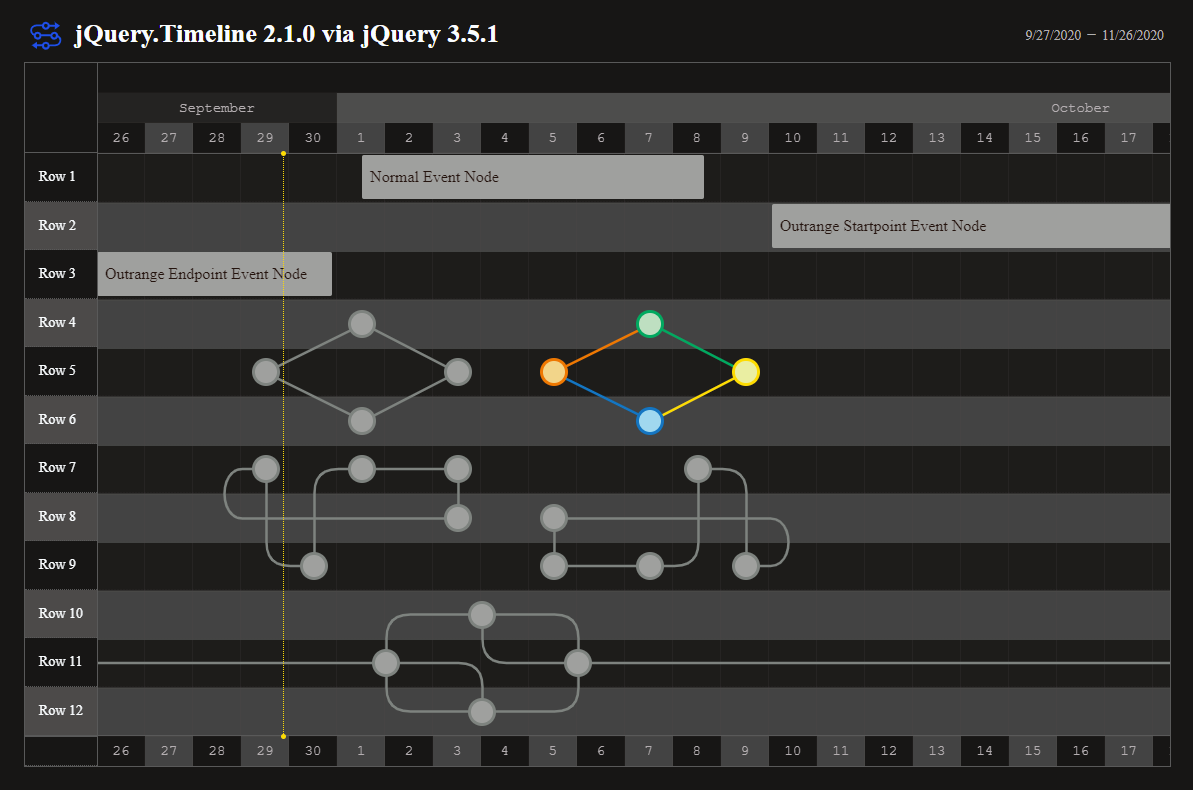 jQuery.Timeline 2.1.0 via jQuery 3.5.1
9/27/2020 — 11/26/2020
September October
26 27 28 29 30 1 2 3 4 5 6 7 8 9 10 11 12 13 14 15 16 17
Row 1 Normal Event Node
Row 2 Outrange Startpoint Event Node
Row 3 Outrange Endpoint Event Node
Row 4
Row 5
Row 6
Row 7
Row 8
Row 9
Row 10
Row 11
Row 12
26 27 28 29 30 1 2 3 4 5 6 7 8 9 10 11 12 13 14 15 16 17